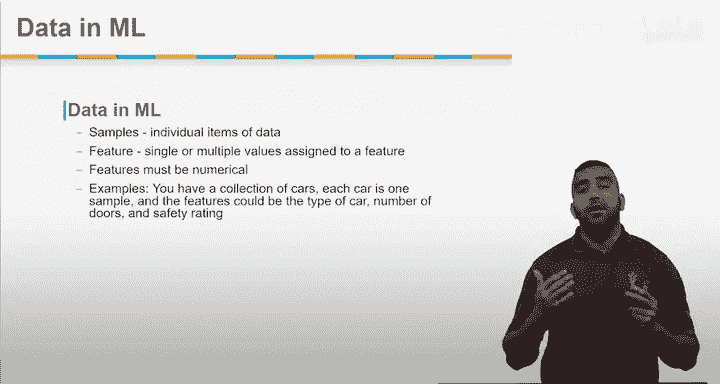 Data in ML
Data in ML
– Samples - individual items of data
– Feature - single or multiple values assigned to a feature
– Features must be numerical
– Examples: You have a collection of cars, each car is one
sample, and the features could be the type of car, number of
doors, and safety rating